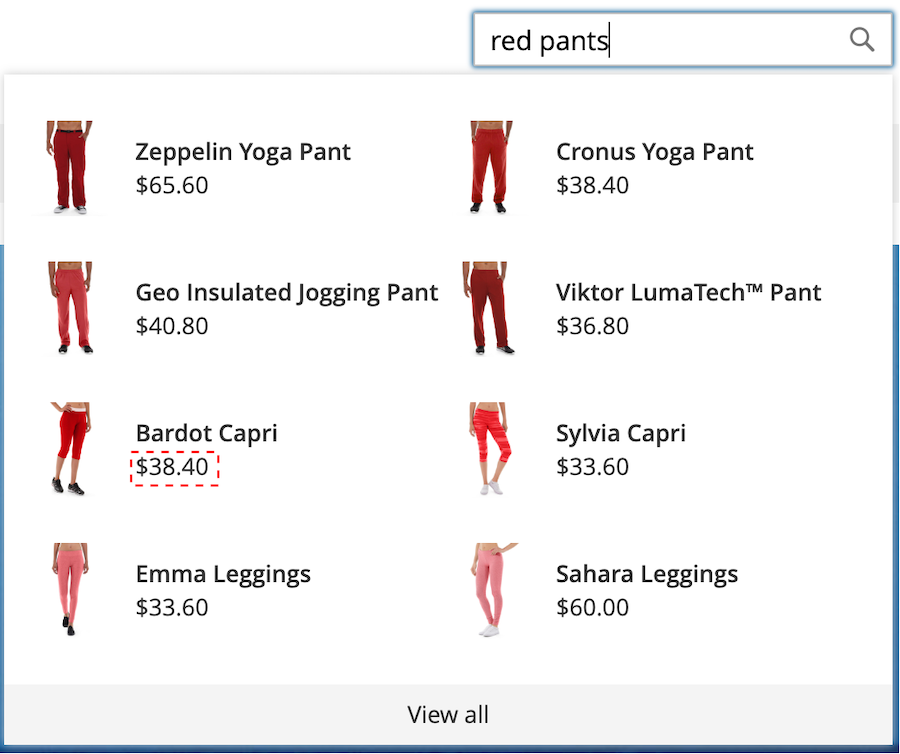 red pants
Zeppelin Yoga Pant
$65.60
Cronus Yoga Pant
$38.40
Geo Insulated Jogging Pant
$40.80
Viktor LumaTech™ Pant
$36.80
Bardot Capri
$38.40
Sylvia Capri
$33.60
Emma Leggings
$33.60
Sahara Leggings
$60.00
View all